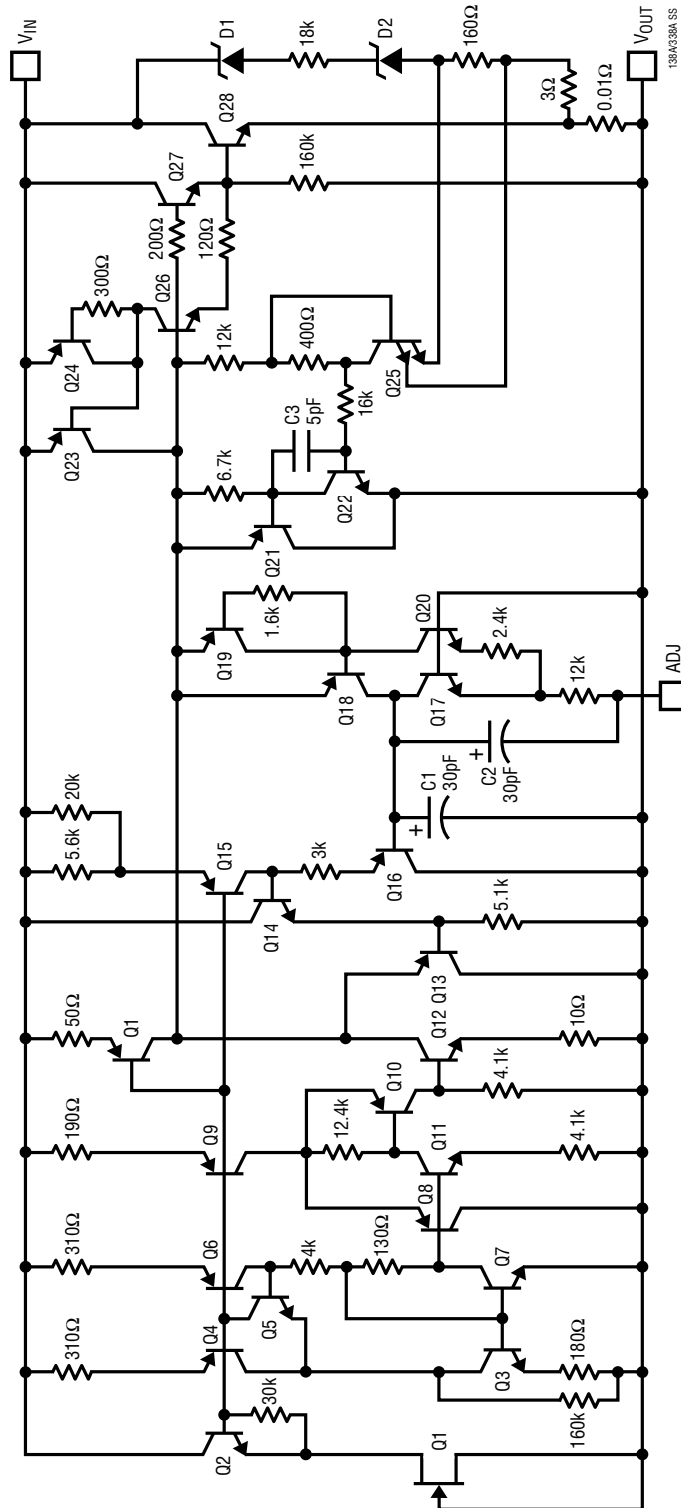 VIN
D1
18k
D2
160Ω
3Ω
0.01Ω
VOUT
138A/338A SS
Q28
Q27
160k
200Ω
120Ω
300Ω
Q26
Q24
12k
400Ω
Q25
Q23
16k
C3
5pF
6.7k
Q22
Q21
1.6k
Q20
2.4k
Q19
Q18
Q17
12k
ADJ
C2
30pF
+
C1
30pF
+
20k
5.6k
Q15
3k
Q16
Q14
5.1k
Q13
50Ω
Q1
Q12
10Ω
Q10
4.1k
190Ω
Q9
12.4k
Q11
4.1k
Q8
310Ω
Q6
4k
130Ω
Q7
Q5
310Ω
Q4
Q3
180Ω
160k
30k
Q2
Q1